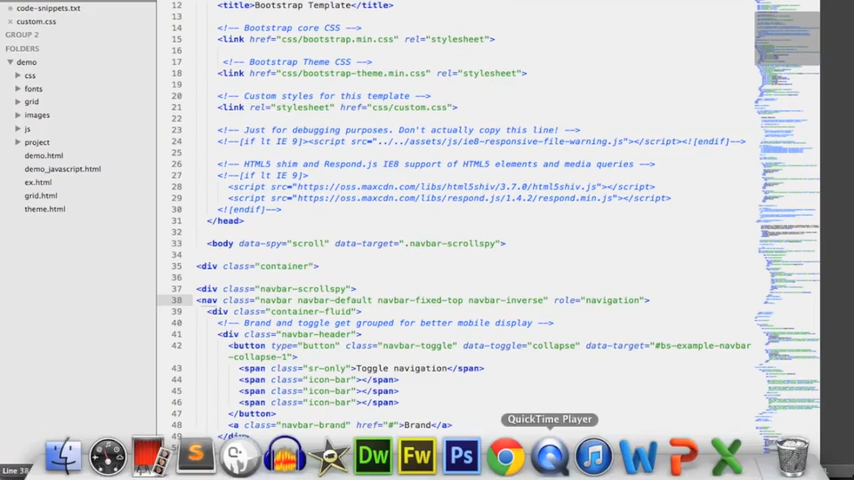 code-snippets.txt
custom.css
GROUP 2
FOLDERS
demo
css
fonts
grid
images
js
project
demo.html
demo_javascript.html
ex.html
grid.html
theme.html
12 <title>Bootstrap Template</title>
13
14 <!-- Bootstrap core CSS -->
15 <link href="css/bootstrap.min.css" rel="stylesheet">
16
17 <!-- Bootstrap Theme CSS -->
18 <link href="css/bootstrap-theme.min.css" rel="stylesheet">
19
20 <!-- Custom styles for this template -->
21 <link rel="stylesheet" href="css/custom.css">
22
23 <!-- Just for debugging purposes. Don't actually copy this line! -->
24 <!--[if lt IE 9]><script src="../../assets/js/ie8-responsive-file-warning.js"></script><![endif]-->
25
26 <!-- HTML5 shim and Respond.js IE8 support of HTML5 elements and media queries -->
27 <!--[if lt IE 9]>
28 <script src="https://oss.maxcdn.com/libs/html5shiv/3.7.0/html5shiv.js"></script>
29 <script src="https://oss.maxcdn.com/libs/respond.js/1.4.2/respond.min.js"></script>
30 <![endif]-->
31 </head>
32
33 <body data-spy="scroll" data-target=".navbar-scrollspy">
34
35 <div class="container">
36
37 <div class="navbar-scrollspy">
38 <nav class="navbar navbar-default navbar-fixed-top navbar-inverse" role="navigation">
39 <div class="container-fluid">
40 <!-- Brand and toggle get grouped for better mobile display -->
41 <div class="navbar-header">
42 <button type="button" class="navbar-toggle" data-toggle="collapse" data-target="#bs-example-navbar
-collapse-1">
43 <span class="sr-only">Toggle navigation</span>
44 <span class="icon-bar"></span>
45 <span class="icon-bar"></span>
46 <span class="icon-bar"></span>
47 </button>
48 <a class="navbar-brand" href="#">Brand</a>
</div>
QuickTime Player
Line 38
S
Dw
Fw
Ps
W
P
X